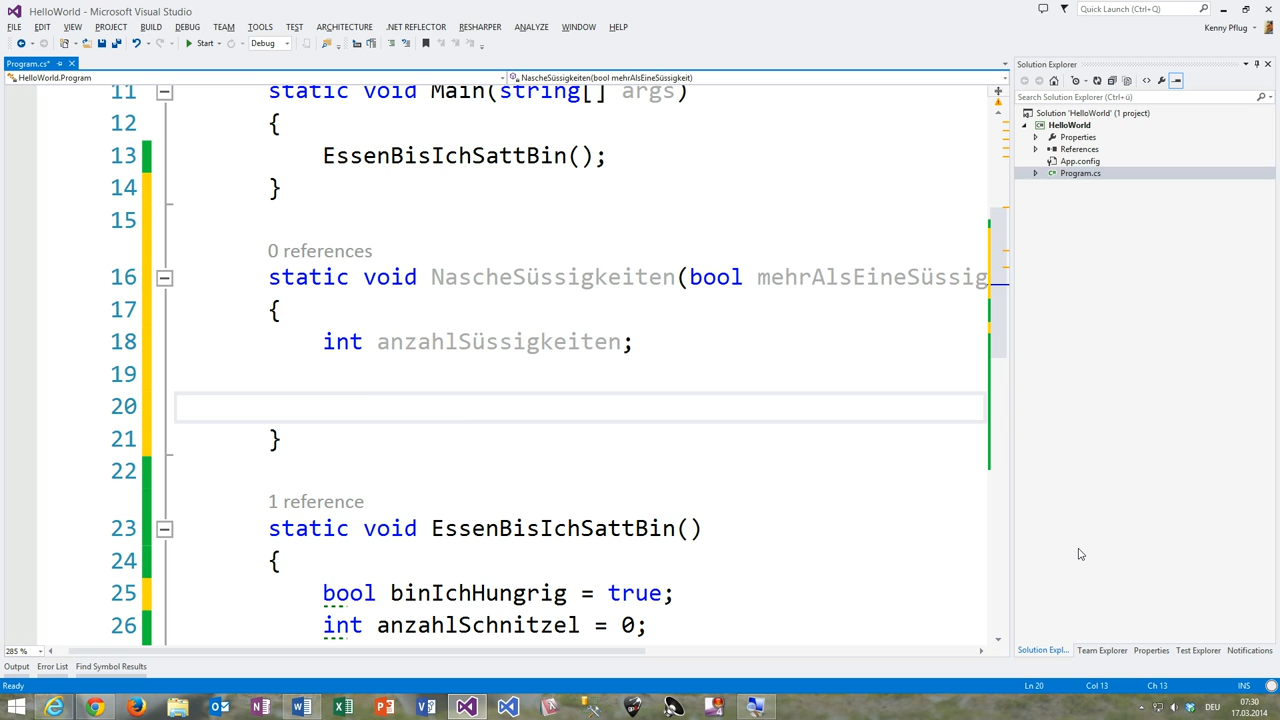 HelloWorld - Microsoft Visual Studio
Quick Launch (Ctrl+Q)
FILE EDIT VIEW PROJECT BUILD DEBUG TEAM TOOLS TEST ARCHITECTURE .NET REFLECTOR RESHARPER ANALYZE WINDOW HELP
Kenny Pflug
Start
Debug
Program.cs*
HelloWorld.Program
NascheSüssigkeiten(bool mehrAlsEineSüssigkeit)
11 static void Main(string[] args)
12 {
13 EssenBisIchSattBin();
14 }
15
0 references
16 static void NascheSüssigkeiten(bool mehrAlsEineSüssig
17 {
18 int anzahlSüssigkeiten;
19
20
21 }
22
1 reference
23 static void EssenBisIchSattBin()
24 {
25 bool binIchHungrig = true;
26 int anzahlSchnitzel = 0;
285 %
Solution Explorer
Search Solution Explorer (Ctrl+ü)
Solution 'HelloWorld' (1 project)
HelloWorld
Properties
References
App.config
Program.cs
Solution Expl... Team Explorer Properties Test Explorer Notifications
Output Error List Find Symbol Results
Ready
Ln 20 Col 13 Ch 13 INS
DEU
07:30
17.03.2014